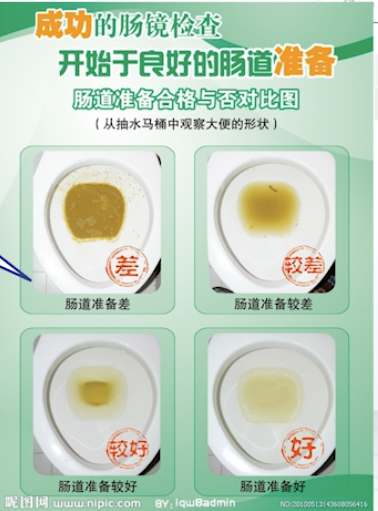 成功的肠镜检查
开始于良好的肠道准备
肠道准备合格与否对比图
(从抽水马桶中观察大便的形状)
差
较差
肠道准备差
肠道准备较差
较好
好
肠道准备较好
肠道准备好
昵图网 www.nipic.com
BY: lqw8admin
NO:20100513143608056416